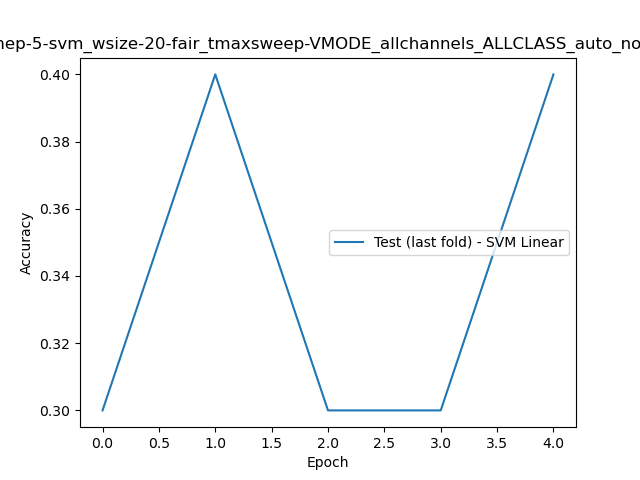 nep-5-svm_wsize-20-fair_tmaxsweep-VMODE_allchannels_ALLCLASS_auto_no
0.40
0.38
0.36
0.34
0.32
0.30
Accuracy
Test (last fold) - SVM Linear
0.0 0.5 1.0 1.5 2.0 2.5 3.0 3.5 4.0
Epoch